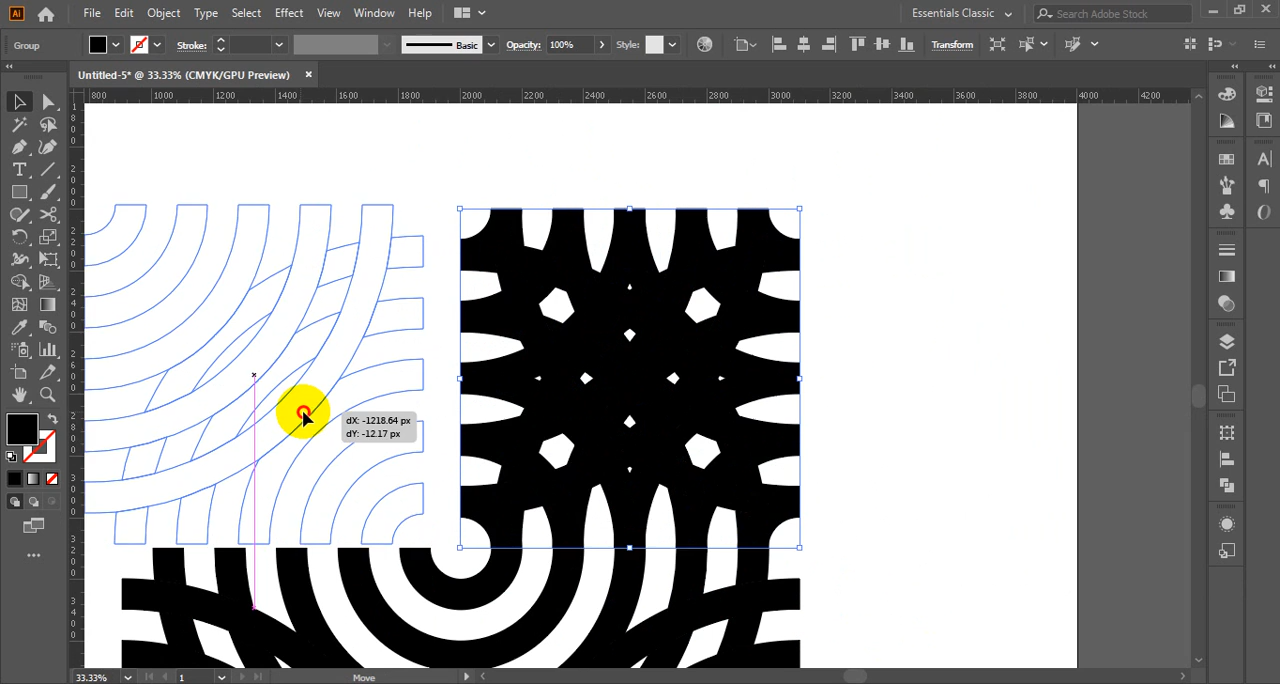 Ai File Edit Object Type Select Effect View Window Help Essentials Classic Search Adobe Stock
Group Stroke: Basic Opacity: 100% Style: Transform
Untitled-5* @ 33.33% (CMYK/GPU Preview)
800 1000 1200 1400 1600 1800 2000 2200 2400 2600 2800 3000 3200 3400 3600 3800 4000 4200
dX: -1218.64 px
dY: -12.17 px
33.33% 1 Move